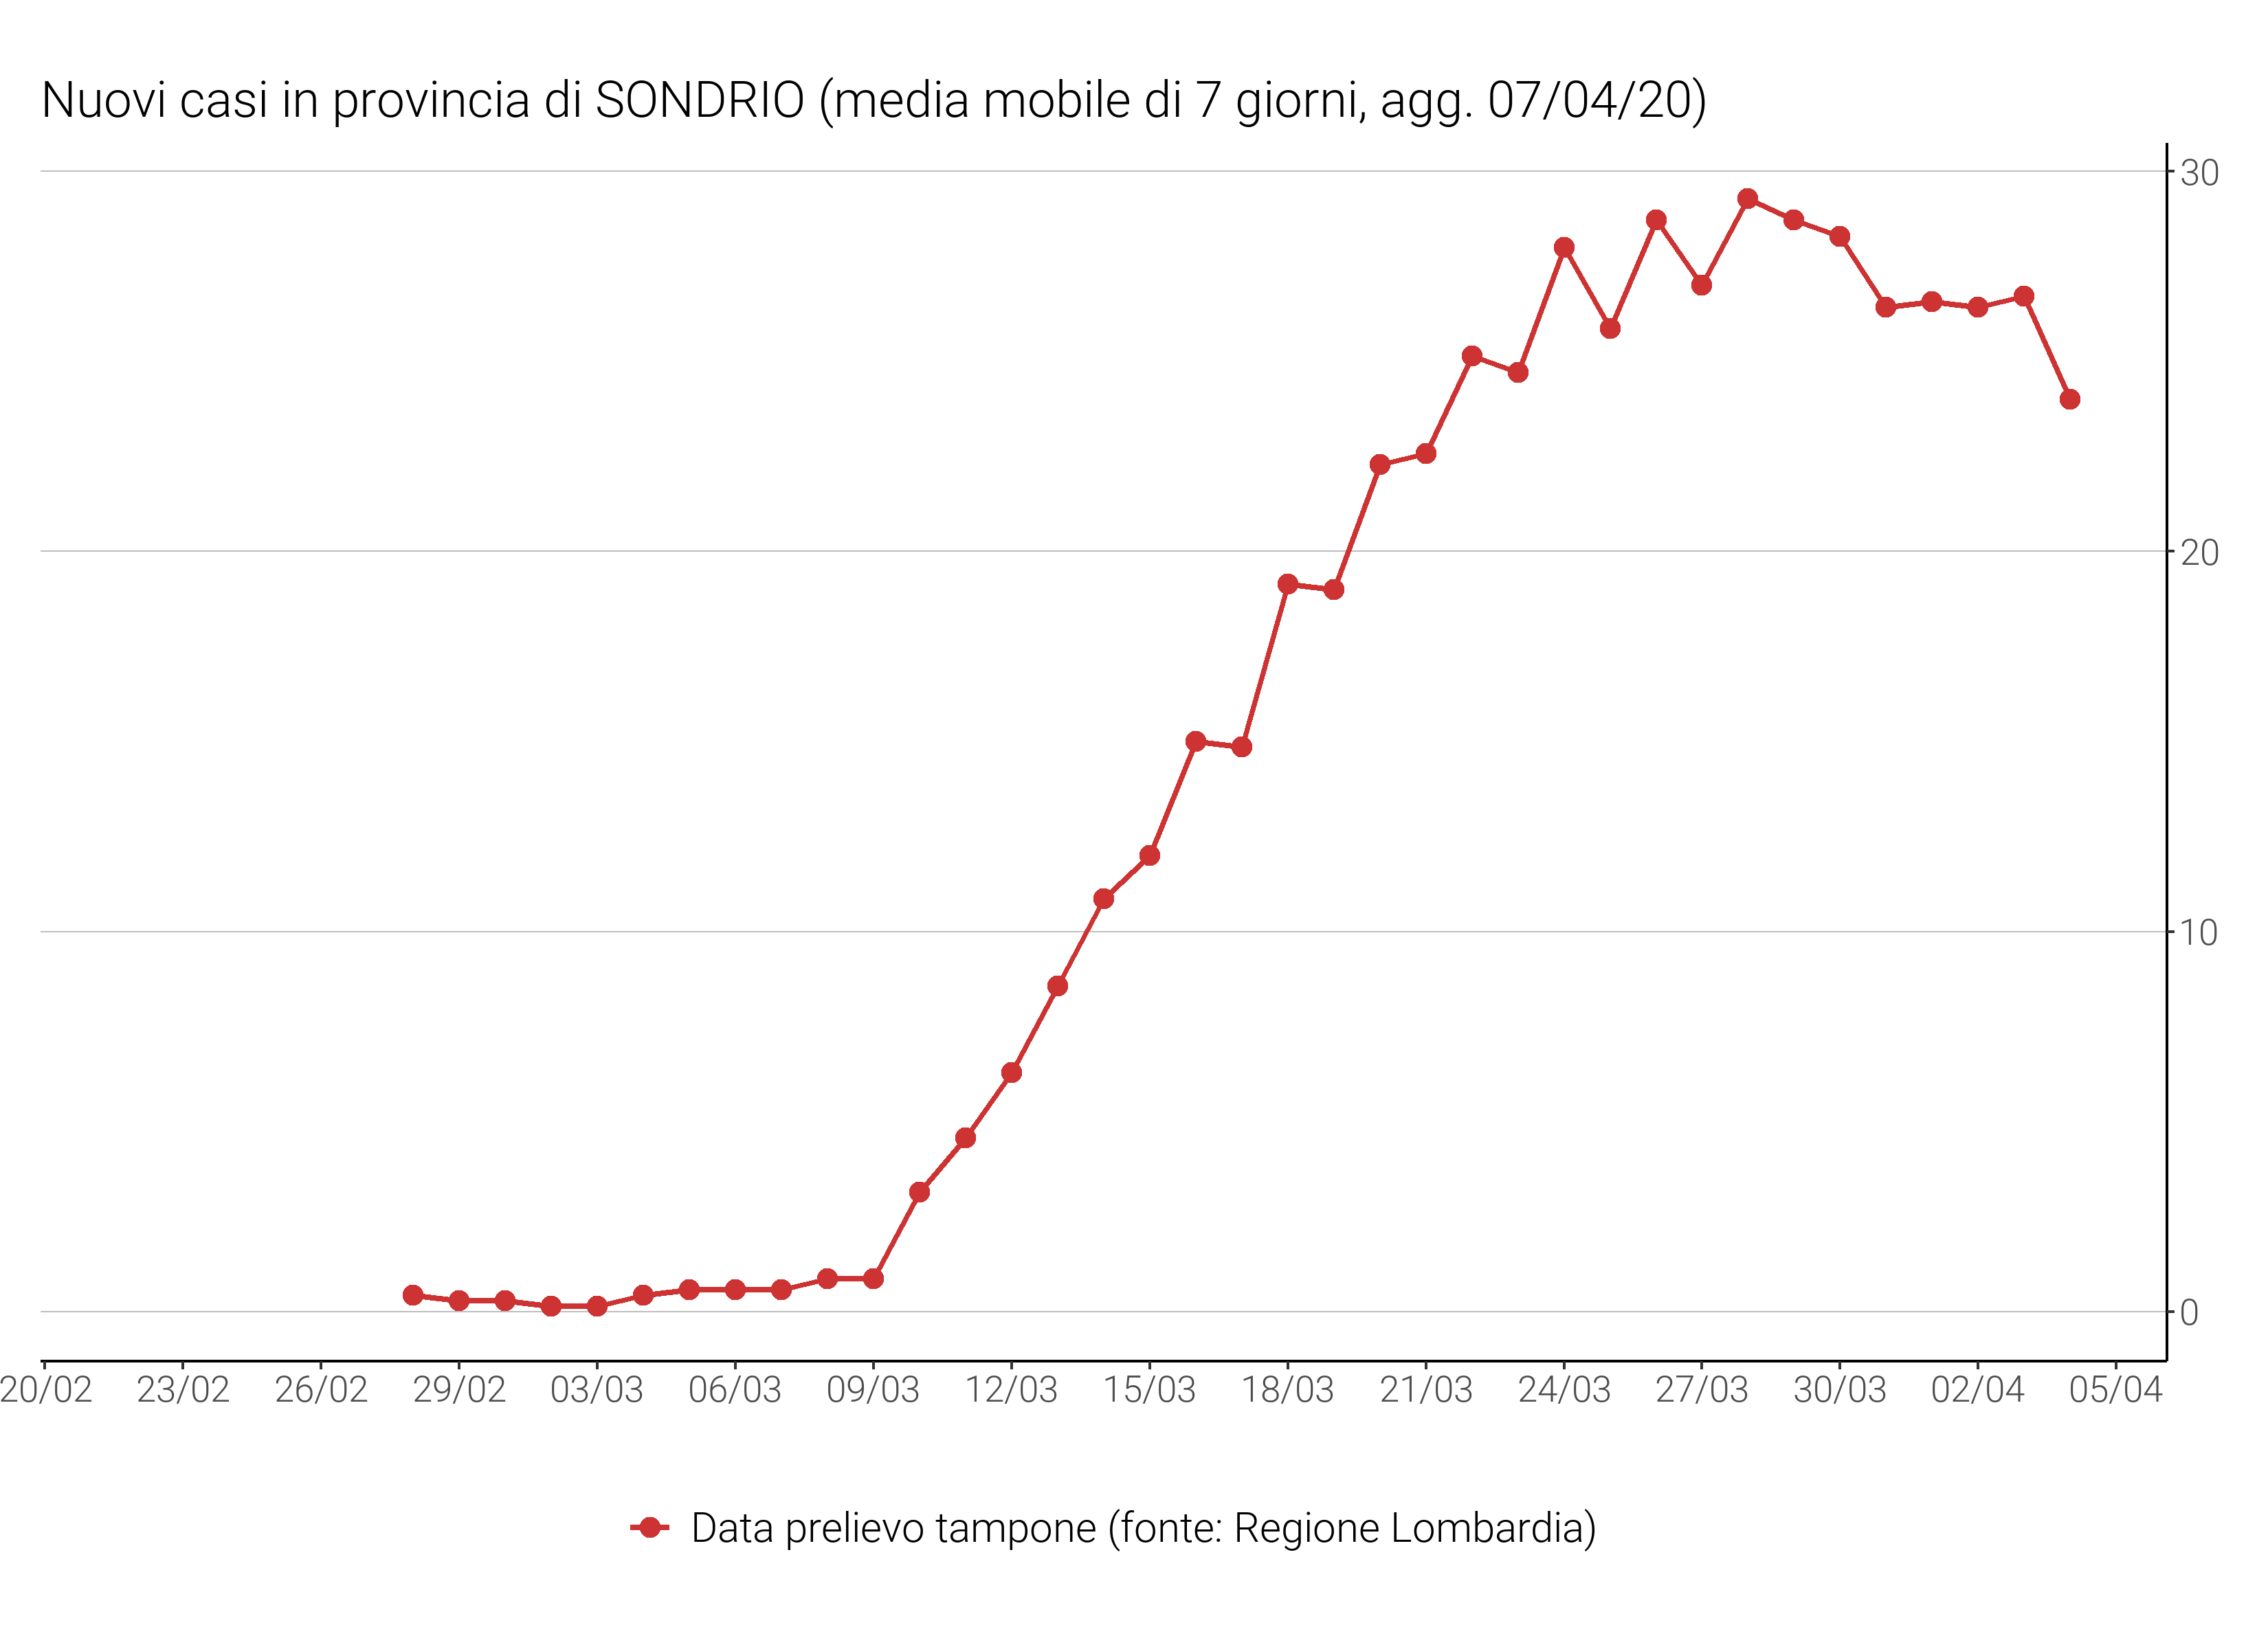 Nuovi casi in provincia di SONDRIO (media mobile di 7 giorni, agg. 07/04/20)
30
20
10
0
20/02 23/02 26/02 29/02 03/03 06/03 09/03 12/03 15/03 18/03 21/03 24/03 27/03 30/03 02/04 05/04
Data prelievo tampone (fonte: Regione Lombardia)